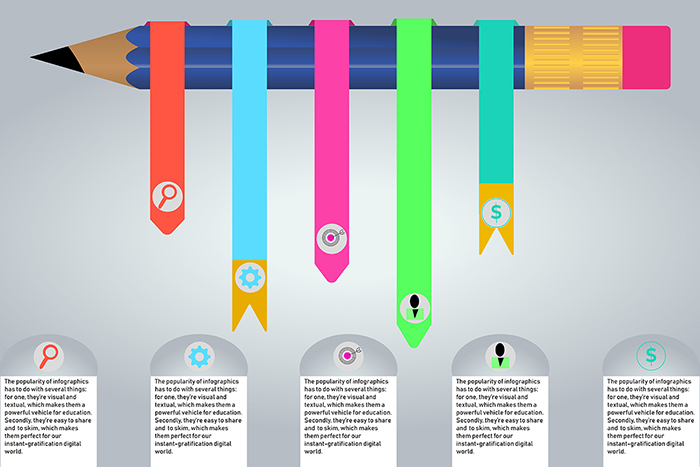 $
$
The popularity of infographics
has to do with several things:
for one, they're visual and
textual, which makes them a
powerful vehicle for education.
Secondly, they're easy to share
and to skim, which makes
them perfect for our
instant-gratification digital
world.
The popularity of infographics
has to do with several things:
for one, they're visual and
textual, which makes them a
powerful vehicle for education.
Secondly, they're easy to share
and to skim, which makes
them perfect for our
instant-gratification digital
world.
The popularity of infographics
has to do with several things:
for one, they're visual and
textual, which makes them a
powerful vehicle for education.
Secondly, they're easy to share
and to skim, which makes
them perfect for our
instant-gratification digital
world.
The popularity of infographics
has to do with several things:
for one, they're visual and
textual, which makes them a
powerful vehicle for education.
Secondly, they're easy to share
and to skim, which makes
them perfect for our
instant-gratification digital
world.
The popularity of infographics
has to do with several things:
for one, they're visual and
textual, which makes them a
powerful vehicle for education.
Secondly, they're easy to share
and to skim, which makes
them perfect for our
instant-gratification digital
world.